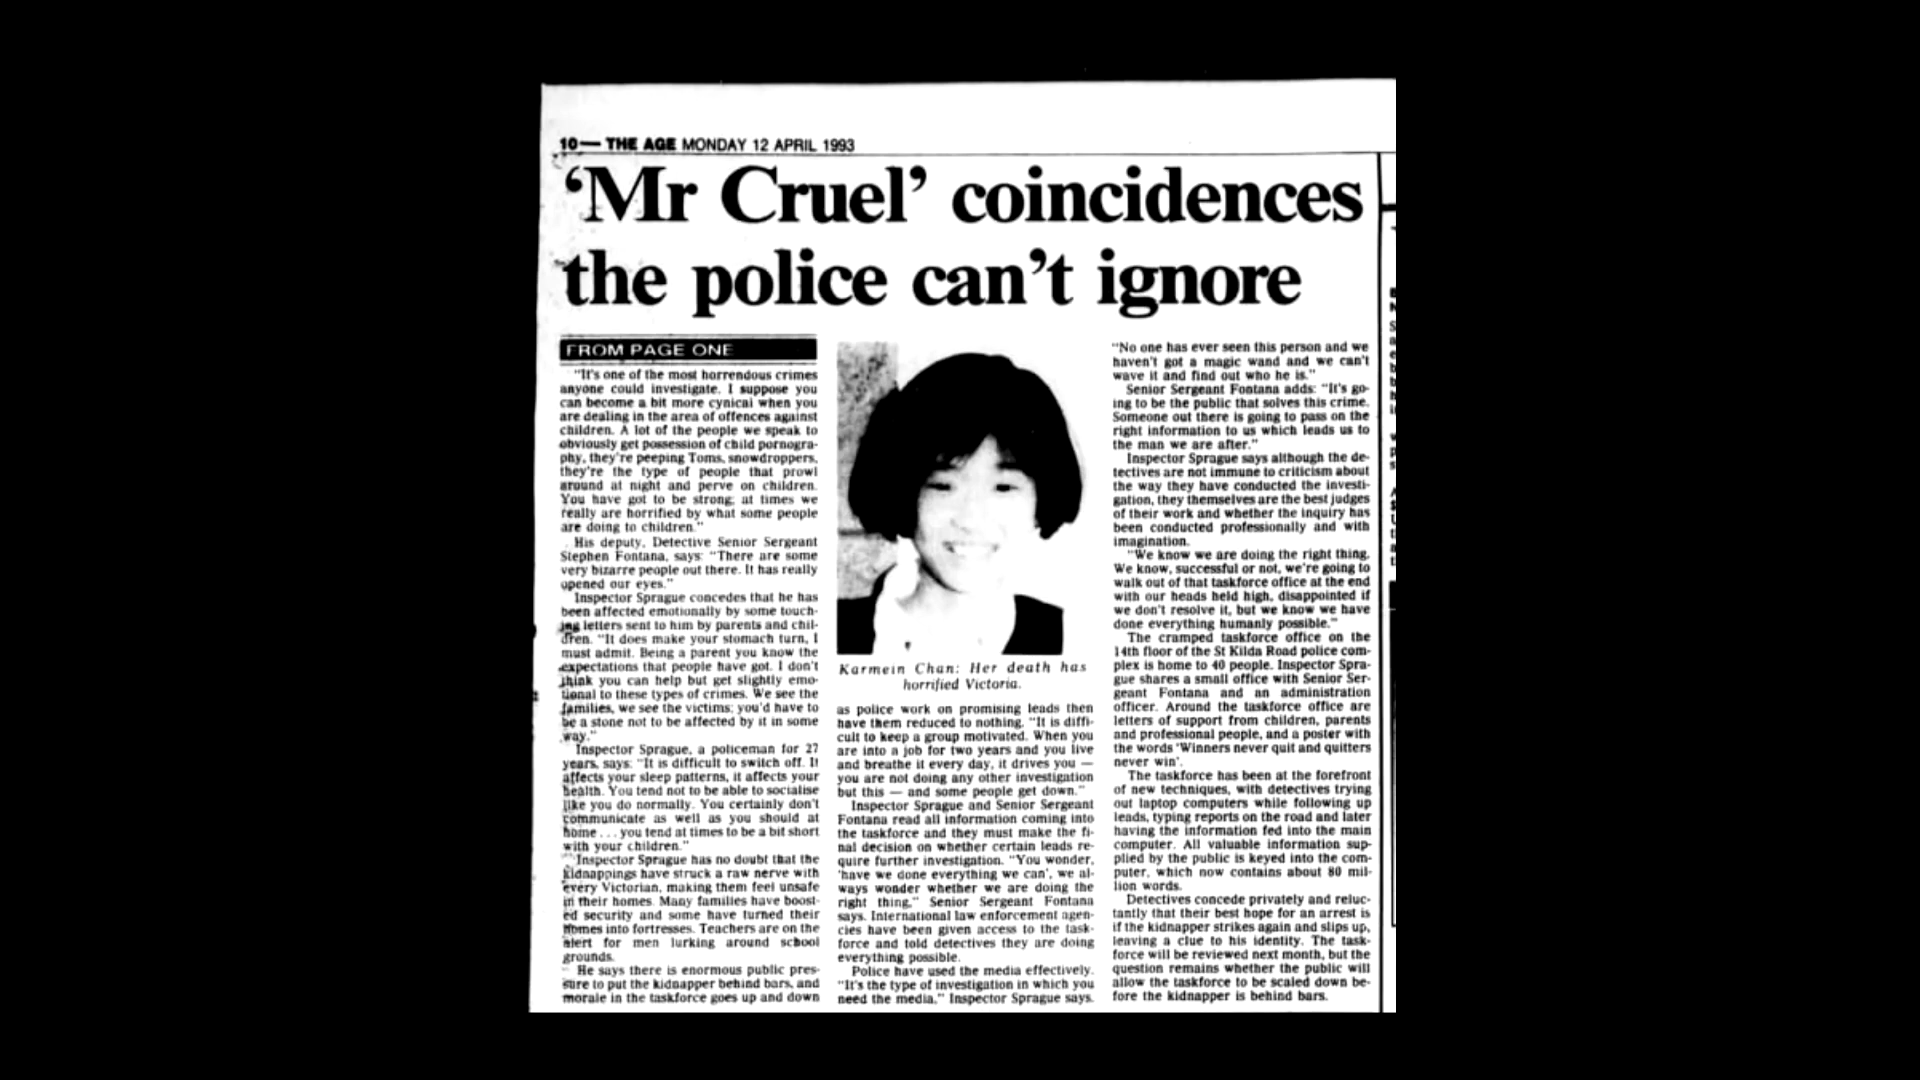 10— THE AGE MONDAY 12 APRIL 1993
‘Mr Cruel’ coincidences
the police can’t ignore
FROM PAGE ONE
“It’s one of the most horrendous crimes
anyone could investigate. I suppose you
can become a bit more cynical when you
are dealing in the area of offences against
children. A lot of the people we speak to
obviously get possession of child pornogra-
phy, they’re peeping Toms, snowdroppers,
they’re the type of people that prowl
around at night and perve on children.
You have got to be strong; at times we
really are horrified by what some people
are doing to children.”
His deputy, Detective Senior Sergeant
Stephen Fontana, says: “There are some
very bizarre people out there. It has really
opened our eyes.”
Inspector Sprague concedes that he has
been affected emotionally by some touch-
ing letters sent to him by parents and chil-
dren. “It does make your stomach turn, I
must admit. Being a parent you know the
expectations that people have got. I don’t
think you can help but get slightly emo-
tional to these types of crimes. We see the
families, we see the victims; you’d have to
be a stone not to be affected by it in some
way.”
Inspector Sprague, a policeman for 27
years, says: “It is difficult to switch off. It
affects your sleep patterns, it affects your
health. You tend not to be able to socialise
like you do normally. You certainly don’t
communicate as well as you should at
home . . . you tend at times to be a bit short
with your children.”
Inspector Sprague has no doubt that the
kidnappings have struck a raw nerve with
every Victorian, making them feel unsafe
in their homes. Many families have boost-
ed security and some have turned their
homes into fortresses. Teachers are on the
alert for men lurking around school
grounds.
He says there is enormous public pres-
sure to put the kidnapper behind bars, and
morale in the taskforce goes up and down
Karmein Chan: Her death has
horrified Victoria.
as police work on promising leads then
have them reduced to nothing. “It is diffi-
cult to keep a group motivated. When you
are into a job for two years and you live
and breathe it every day, it drives you —
you are not doing any other investigation
but this — and some people get down.”
Inspector Sprague and Senior Sergeant
Fontana read all information coming into
the taskforce and they must make the fi-
nal decision on whether certain leads re-
quire further investigation. “You wonder,
‘have we done everything we can’, we al-
ways wonder whether we are doing the
right thing,” Senior Sergeant Fontana
says. International law enforcement agen-
cies have been given access to the task-
force and told detectives they are doing
everything possible.
Police have used the media effectively.
“It’s the type of investigation in which you
need the media,” Inspector Sprague says.
“No one has ever seen this person and we
haven’t got a magic wand and we can’t
wave it and find out who he is.”
Senior Sergeant Fontana adds: “It’s go-
ing to be the public that solves this crime.
Someone out there is going to pass on the
right information to us which leads us to
the man we are after.”
Inspector Sprague says although the de-
tectives are not immune to criticism about
the way they have conducted the investi-
gation, they themselves are the best judges
of their work and whether the inquiry has
been conducted professionally and with
imagination.
“We know we are doing the right thing.
We know, successful or not, we’re going to
walk out of that taskforce office at the end
with our heads held high, disappointed if
we don’t resolve it, but we know we have
done everything humanly possible.”
The cramped taskforce office on the
14th floor of the St Kilda Road police com-
plex is home to 40 people. Inspector Spra-
gue shares a small office with Senior Ser-
geant Fontana and an administration
officer. Around the taskforce office are
letters of support from children, parents
and professional people, and a poster with
the words ‘Winners never quit and quitters
never win’.
The taskforce has been at the forefront
of new techniques, with detectives trying
out laptop computers while following up
leads, typing reports on the road and later
having the information fed into the main
computer. All valuable information sup-
plied by the public is keyed into the com-
puter, which now contains about 80 mil-
lion words.
Detectives concede privately and reluc-
tantly that their best hope for an arrest is
if the kidnapper strikes again and slips up,
leaving a clue to his identity. The task-
force will be reviewed next month, but the
question remains whether the public will
allow the taskforce to be scaled down be-
fore the kidnapper is behind bars.